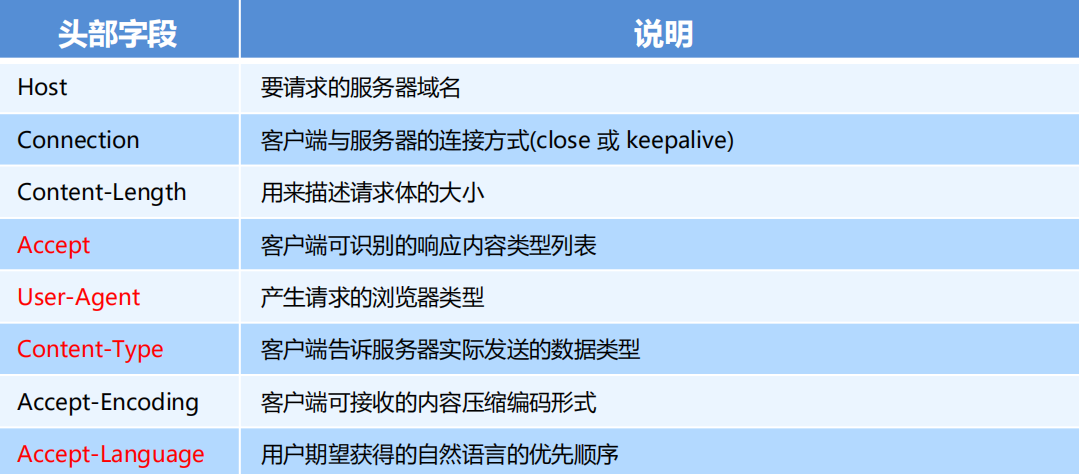 头部字段 说明
Host 要请求的服务器域名
Connection 客户端与服务器的连接方式(close 或 keepalive)
Content-Length 用来描述请求体的大小
Accept 客户端可识别的响应内容类型列表
User-Agent 产生请求的浏览器类型
Content-Type 客户端告诉服务器实际发送的数据类型
Accept-Encoding 客户端可接收的内容压缩编码形式
Accept-Language 用户期望获得的自然语言的优先顺序